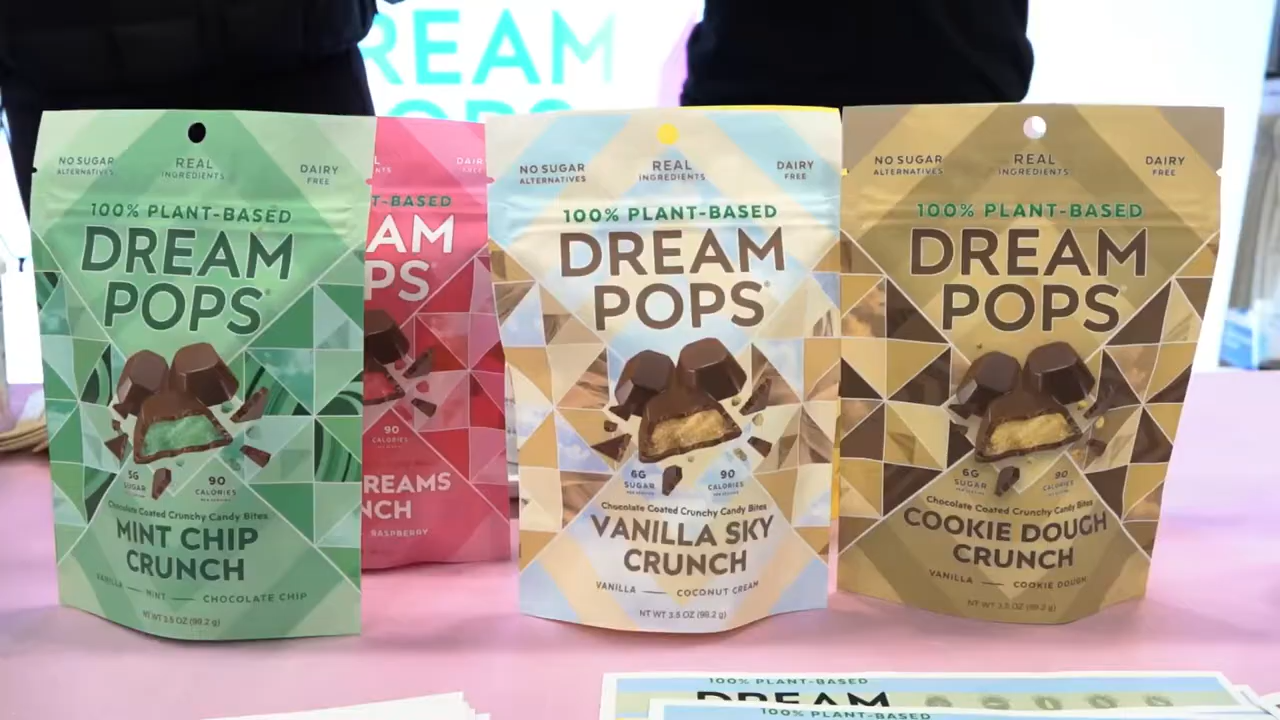 REAM
NO SUGAR
ALTERNATIVES
REAL
INGREDIENTS
DAIRY
FREE
100% PLANT-BASED
DREAM
POPS
5G
SUGAR
90
CALORIES
Chocolate Coated Crunchy Candy Bites
MINT CHIP
CRUNCH
VANILLA — MINT — CHOCOLATE CHIP
NT WT 3.5 OZ (99.2 g)
DAIR
FREE
T-BASED
AM
PS
90
CALORIES
REAMS
NCH
RASPBERRY
NO SUGAR
ALTERNATIVES
REAL
INGREDIENTS
DAIRY
FREE
100% PLANT-BASED
DREAM
POPS
6G
SUGAR
90
CALORIES
Chocolate Coated Crunchy Candy Bites
VANILLA SKY
CRUNCH
VANILLA — COCONUT CREAM
NT WT 3.5 OZ (99.2 g)
NO SUGAR
ALTERNATIVES
REAL
INGREDIENTS
DAIRY
FREE
100% PLANT-BASED
DREAM
POPS
6G
SUGAR
90
CALORIES
Chocolate Coated Crunchy Candy Bites
COOKIE DOUGH
CRUNCH
VANILLA — COOKIE DOUGH
NT WT 3.5 OZ (99.2 g)
100% PLANT-BASED
DREAM
100% PLANT-BASED